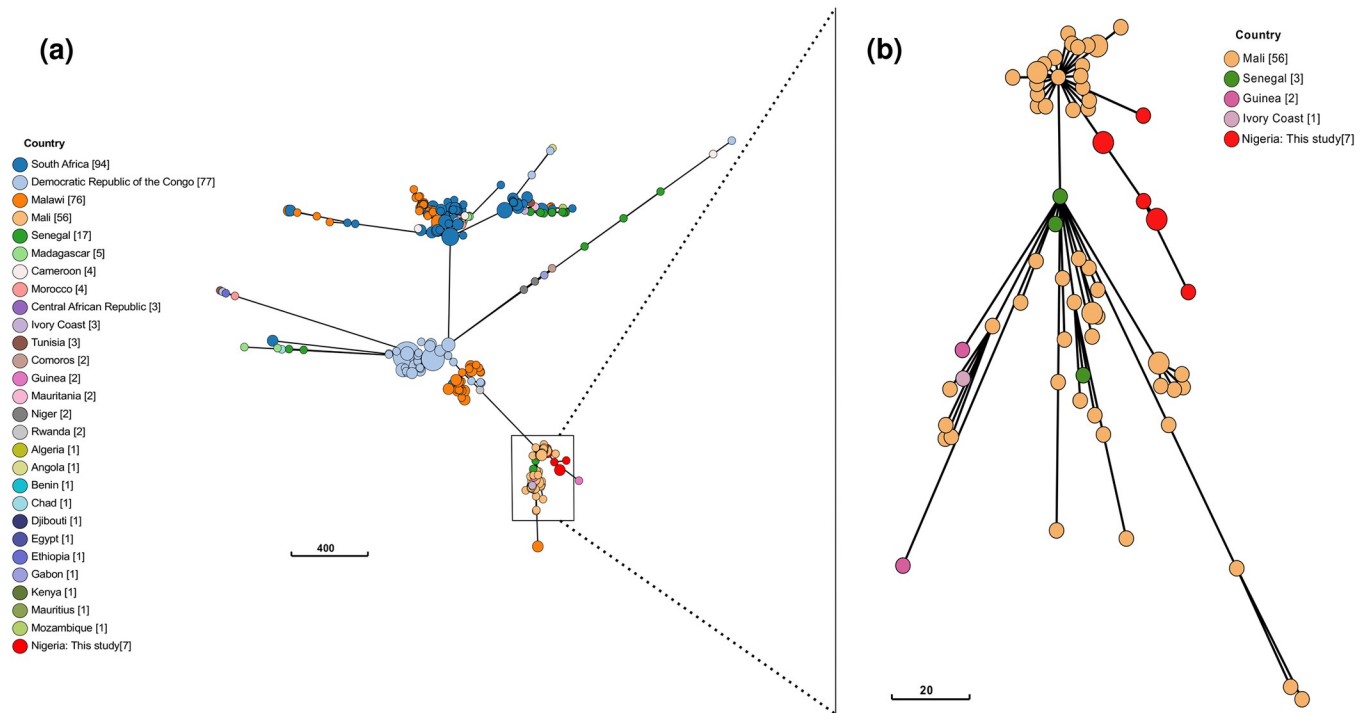 (a)
Country
South Africa [94]
Democratic Republic of the Congo [77]
Malawi [76]
Mali [56]
Senegal [17]
Madagascar [5]
Cameroon [4]
Morocco [4]
Central African Republic [3]
Ivory Coast [3]
Tunisia [3]
Comoros [2]
Guinea [2]
Mauritania [2]
Niger [2]
Rwanda [2]
Algeria [1]
Angola [1]
Benin [1]
Chad [1]
Djibouti [1]
Egypt [1]
Ethiopia [1]
Gabon [1]
Kenya [1]
Mauritius [1]
Mozambique [1]
Nigeria: This study[7]
400
(b)
Country
Mali [56]
Senegal [3]
Guinea [2]
Ivory Coast [1]
Nigeria: This study[7]
20